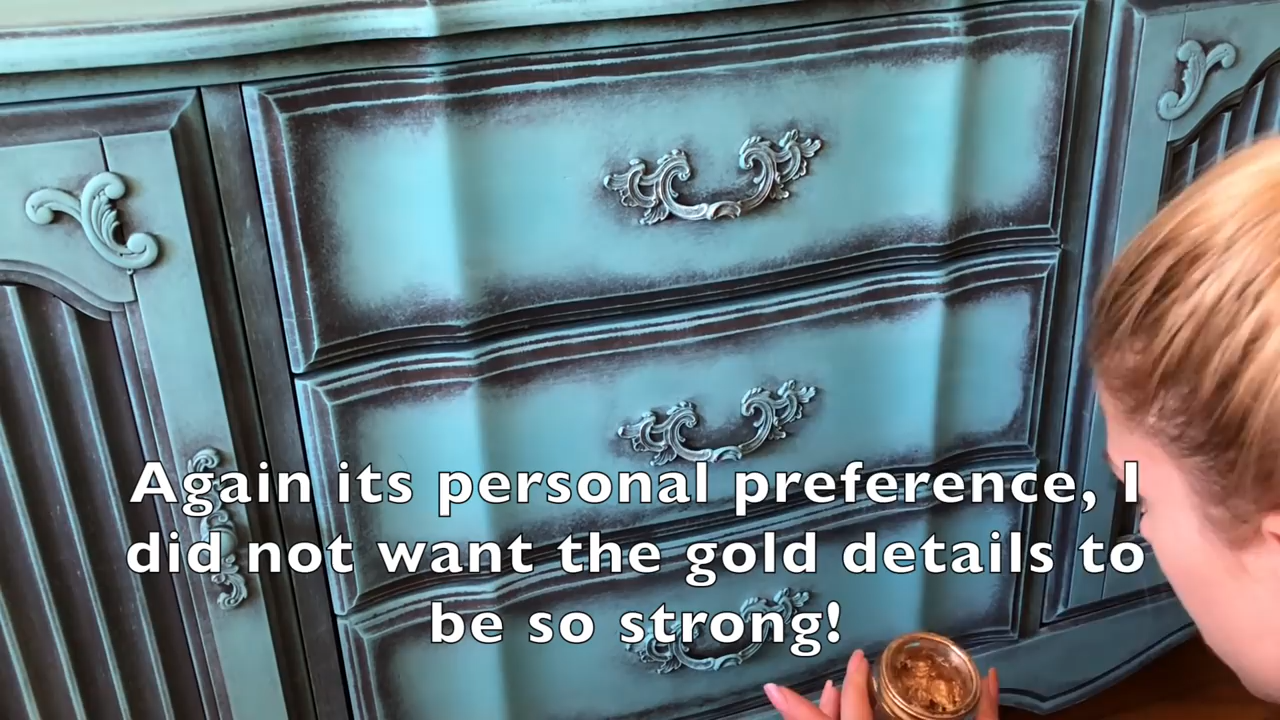 Again its personal preference, I
did not want the gold details to
be so strong!